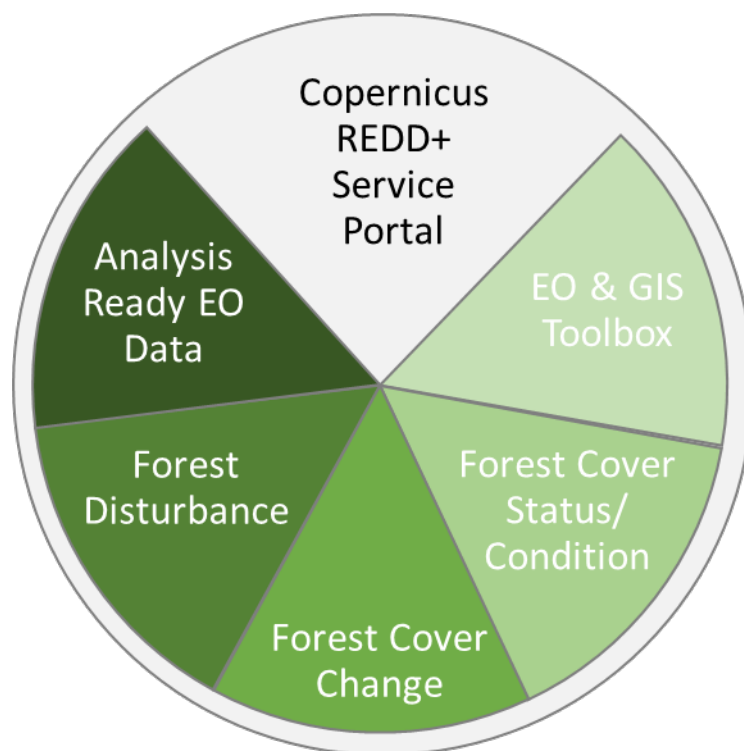 Copernicus
REDD+
Service
Portal
EO & GIS
Toolbox
Forest Cover
Status/
Condition
Forest Cover
Change
Forest
Disturbance
Analysis
Ready EO
Data